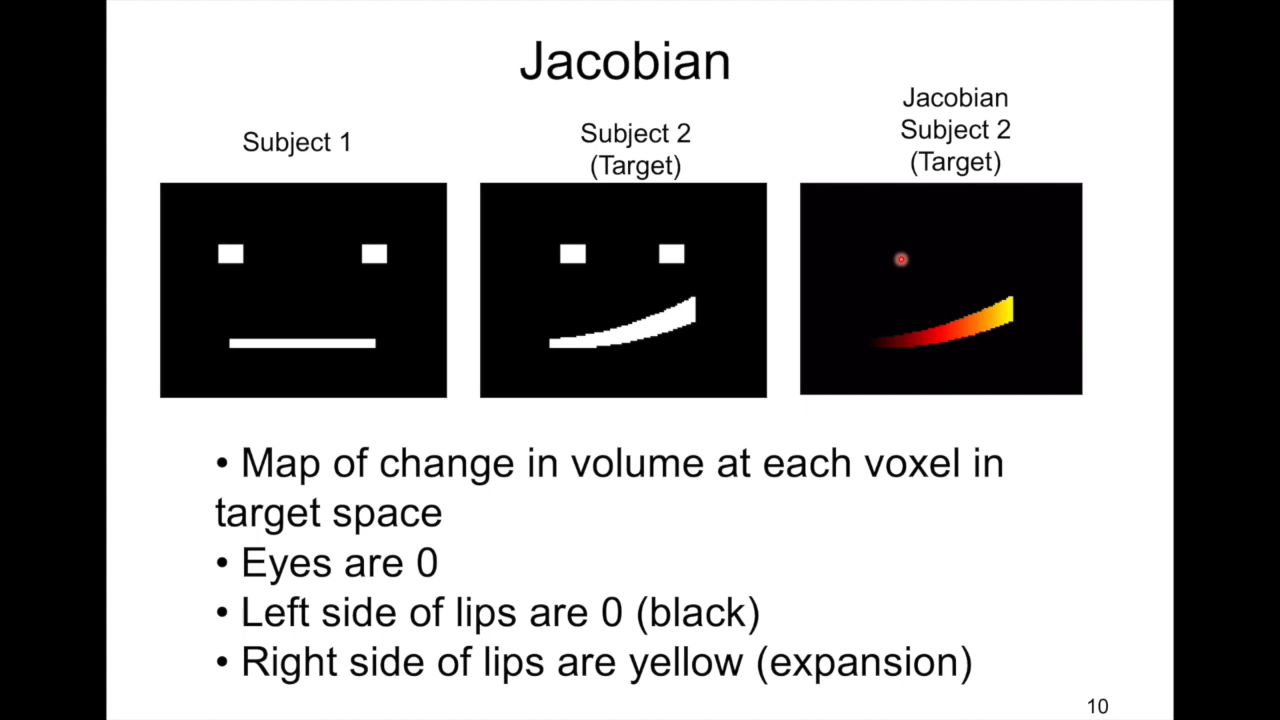 Jacobian
Subject 1
Subject 2
(Target)
Jacobian
Subject 2
(Target)
• Map of change in volume at each voxel in
target space
• Eyes are 0
• Left side of lips are 0 (black)
• Right side of lips are yellow (expansion)
10